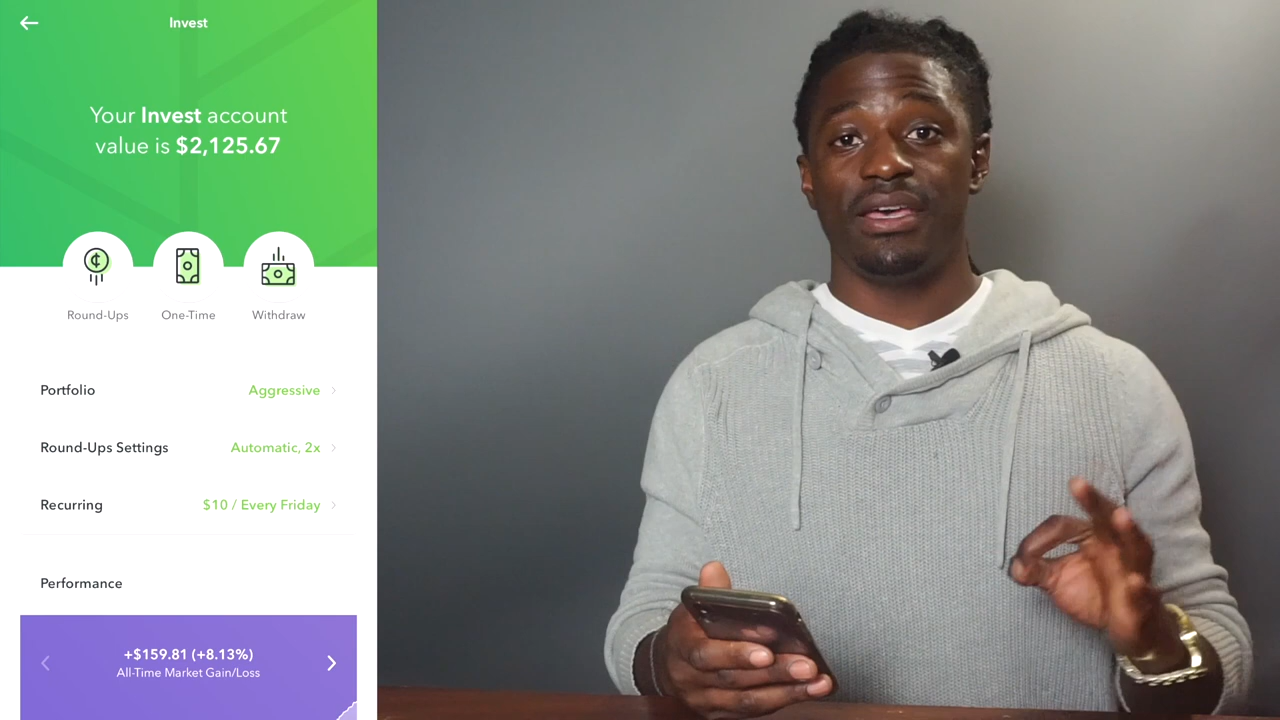 Invest
Your Invest account
value is $2,125.67
Round-Ups
One-Time
Withdraw
Portfolio
Aggressive
Round-Ups Settings
Automatic, 2x
Recurring
$10 / Every Friday
Performance
+$159.81 (+8.13%)
All-Time Market Gain/Loss